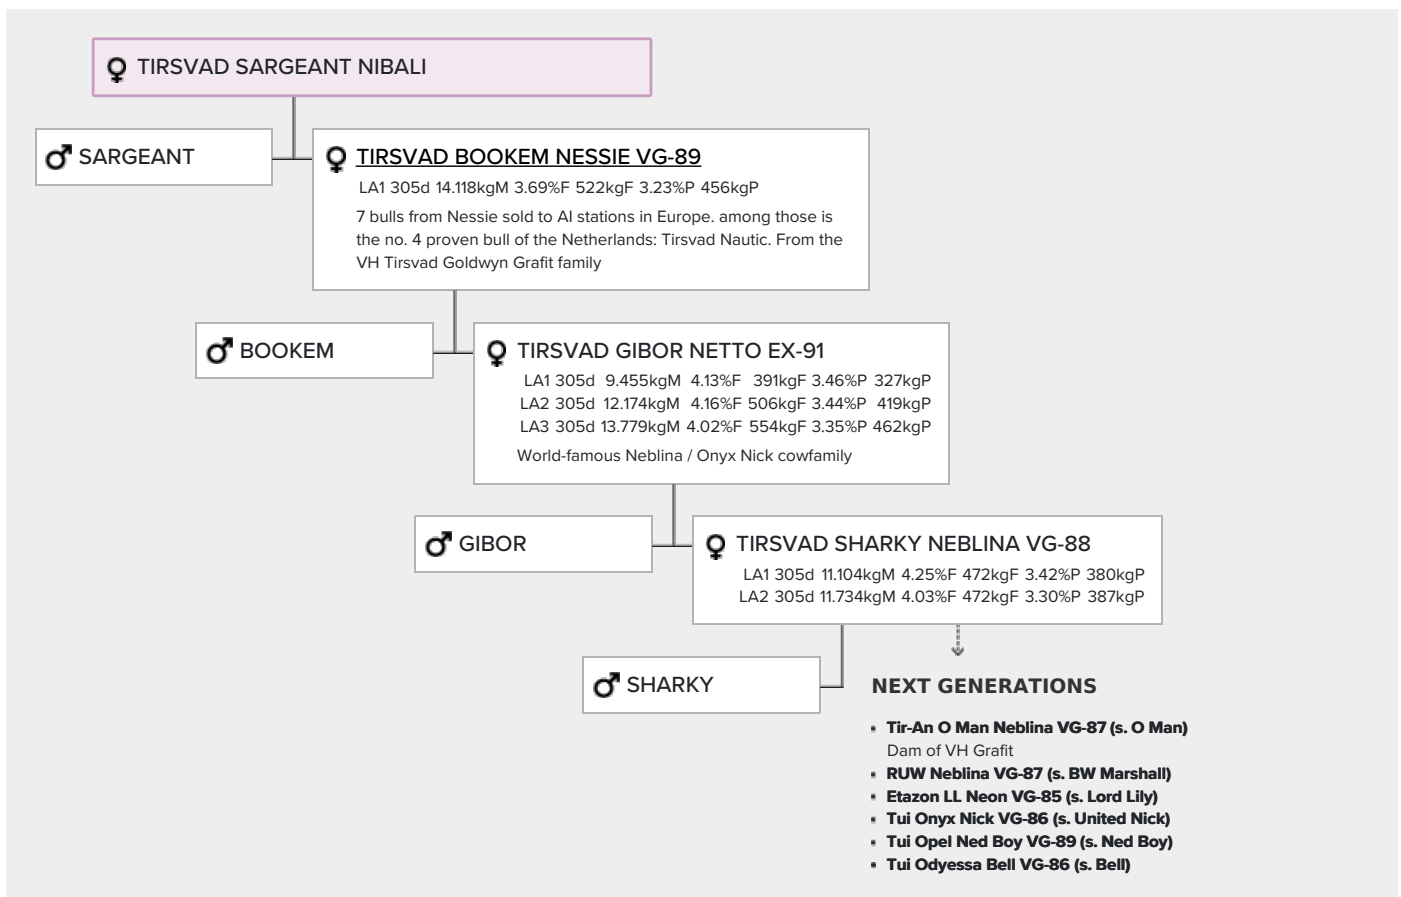 TIRSVAD SARGEANT NIBALI
SARGEANT
TIRSVAD BOOKEM NESSIE VG-89
LA1 305d 14.118kgM 3.69%F 522kgF 3.23%P 456kgP
7 bulls from Nessie sold to AI stations in Europe. among those is
the no. 4 proven bull of the Netherlands: Tirsvad Nautic. From the
VH Tirsvad Goldwyn Grafit family
BOOKEM
TIRSVAD GIBOR NETTO EX-91
LA1 305d 9.455kgM 4.13%F 391kgF 3.46%P 327kgP
LA2 305d 12.174kgM 4.16%F 506kgF 3.44%P 419kgP
LA3 305d 13.779kgM 4.02%F 554kgF 3.35%P 462kgP
World-famous Neblina / Onyx Nick cowfamily
GIBOR
TIRSVAD SHARKY NEBLINA VG-88
LA1 305d 11.104kgM 4.25%F 472kgF 3.42%P 380kgP
LA2 305d 11.734kgM 4.03%F 472kgF 3.30%P 387kgP
SHARKY
NEXT GENERATIONS
Tir-An O Man Neblina VG-87 (s. O Man)
Dam of VH Grafit
RUW Neblina VG-87 (s. BW Marshall)
Etazon LL Neon VG-85 (s. Lord Lily)
Tui Onyx Nick VG-86 (s. United Nick)
Tui Opel Ned Boy VG-89 (s. Ned Boy)
Tui Odyessa Bell VG-86 (s. Bell)